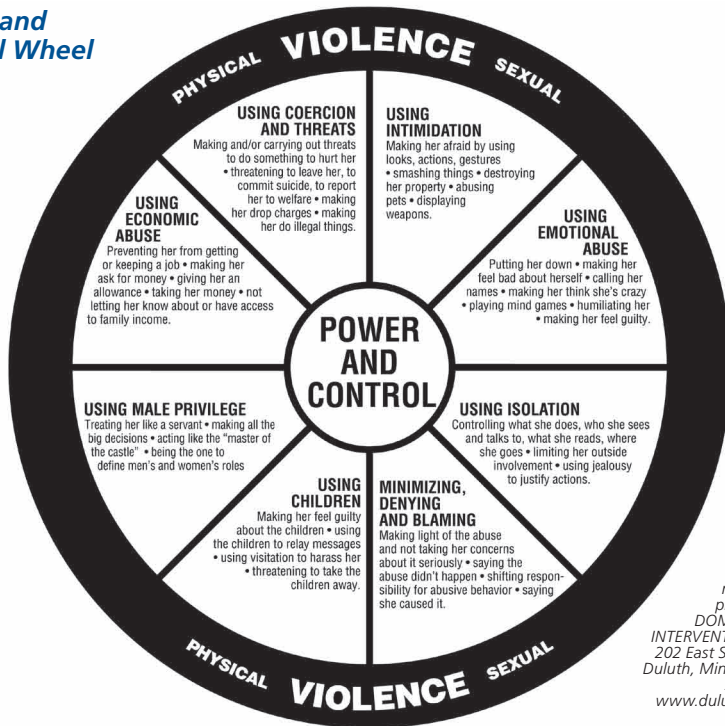 and
Wheel
PHYSICAL VIOLENCE SEXUAL
USING COERCION
AND THREATS
Making and/or carrying out threats
to do something to hurt her
• threatening to leave her, to
commit suicide, to report
her to welfare • making
her drop charges • making
her do illegal things.
USING
INTIMIDATION
Making her afraid by using
looks, actions, gestures
• smashing things • destroying
her property • abusing
pets • displaying
weapons.
USING
EMOTIONAL
ABUSE
Putting her down • making her
feel bad about herself • calling her
names • making her think she's crazy
• playing mind games • humiliating her
• making her feel guilty.
USING ISOLATION
Controlling what she does, who she sees
and talks to, what she reads, where
she goes • limiting her outside
involvement • using jealousy
to justify actions.
MINIMIZING,
DENYING
AND BLAMING
Making light of the abuse
and not taking her concerns
about it seriously • saying the
abuse didn't happen • shifting respon-
sibility for abusive behavior • saying
she caused it.
USING
CHILDREN
Making her feel guilty
about the children • using
the children to relay messages
• using visitation to harass her
• threatening to take the
children away.
USING MALE PRIVILEGE
Treating her like a servant • making all the
big decisions • acting like the "master of
the castle" • being the one to
define men's and women's roles
USING
ECONOMIC
ABUSE
Preventing her from getting
or keeping a job • making her
ask for money • giving her an
allowance • taking her money • not
letting her know about or have access
to family income.
POWER
AND
CONTROL
PHYSICAL VIOLENCE SEXUAL
DOM
INTERVENT
202 East S
Duluth, Min
www.dulu